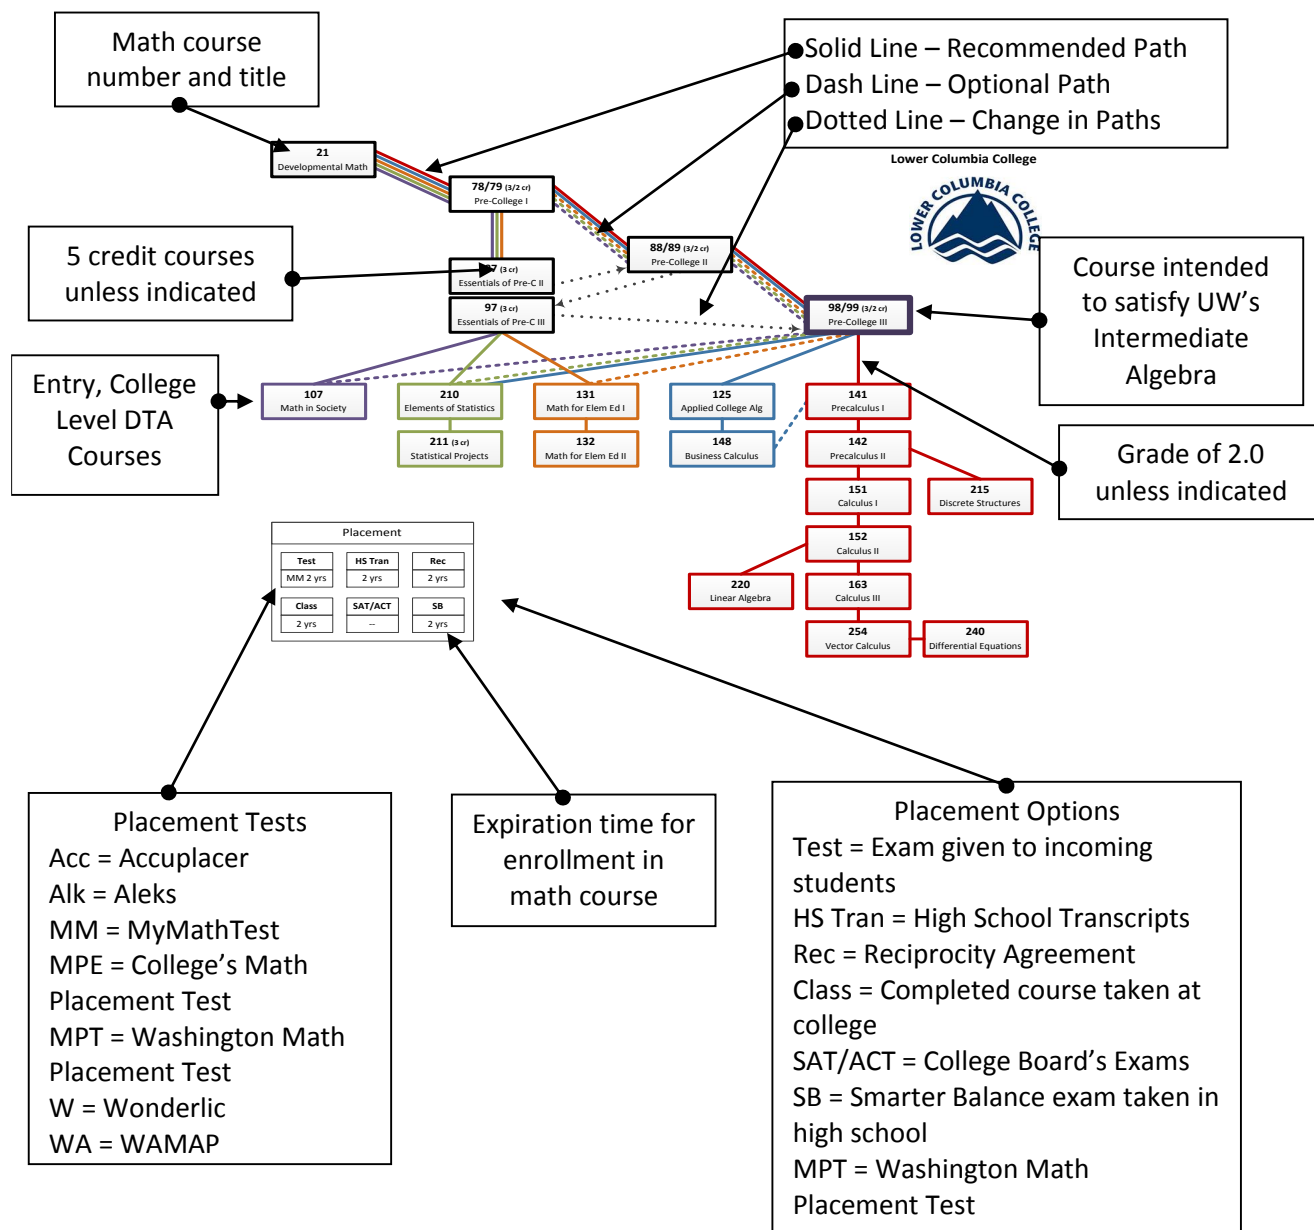 Math course
number and title
Solid Line – Recommended Path
Dash Line – Optional Path
Dotted Line – Change in Paths
Lower Columbia College
LOWER COLUMBIA COLLEGE
21
Developmental Math
78/79 (3/2 cr)
Pre-College I
88/89 (3/2 cr)
Pre-College II
5 credit courses
unless indicated
7 (3 cr)
Essentials of Pre-C II
97 (3 cr)
Essentials of Pre-C III
98/99 (3/2 cr)
Pre-College III
Course intended
to satisfy UW's
Intermediate
Algebra
Entry, College
Level DTA
Courses
107
Math in Society
210
Elements of Statistics
131
Math for Elem Ed I
125
Applied College Alg
141
Precalculus I
211 (3 cr)
Statistical Projects
132
Math for Elem Ed II
148
Business Calculus
142
Precalculus II
Grade of 2.0
unless indicated
151
Calculus I
215
Discrete Structures
152
Calculus II
220
Linear Algebra
163
Calculus III
254
Vector Calculus
240
Differential Equations
Placement
Test
MM 2 yrs
HS Tran
2 yrs
Rec
2 yrs
Class
2 yrs
SAT/ACT
--
SB
2 yrs
Placement Tests
Acc = Accuplacer
Alk = Aleks
MM = MyMathTest
MPE = College's Math
Placement Test
MPT = Washington Math
Placement Test
W = Wonderlic
WA = WAMAP
Expiration time for
enrollment in
math course
Placement Options
Test = Exam given to incoming
students
HS Tran = High School Transcripts
Rec = Reciprocity Agreement
Class = Completed course taken at
college
SAT/ACT = College Board's Exams
SB = Smarter Balance exam taken in
high school
MPT = Washington Math
Placement Test